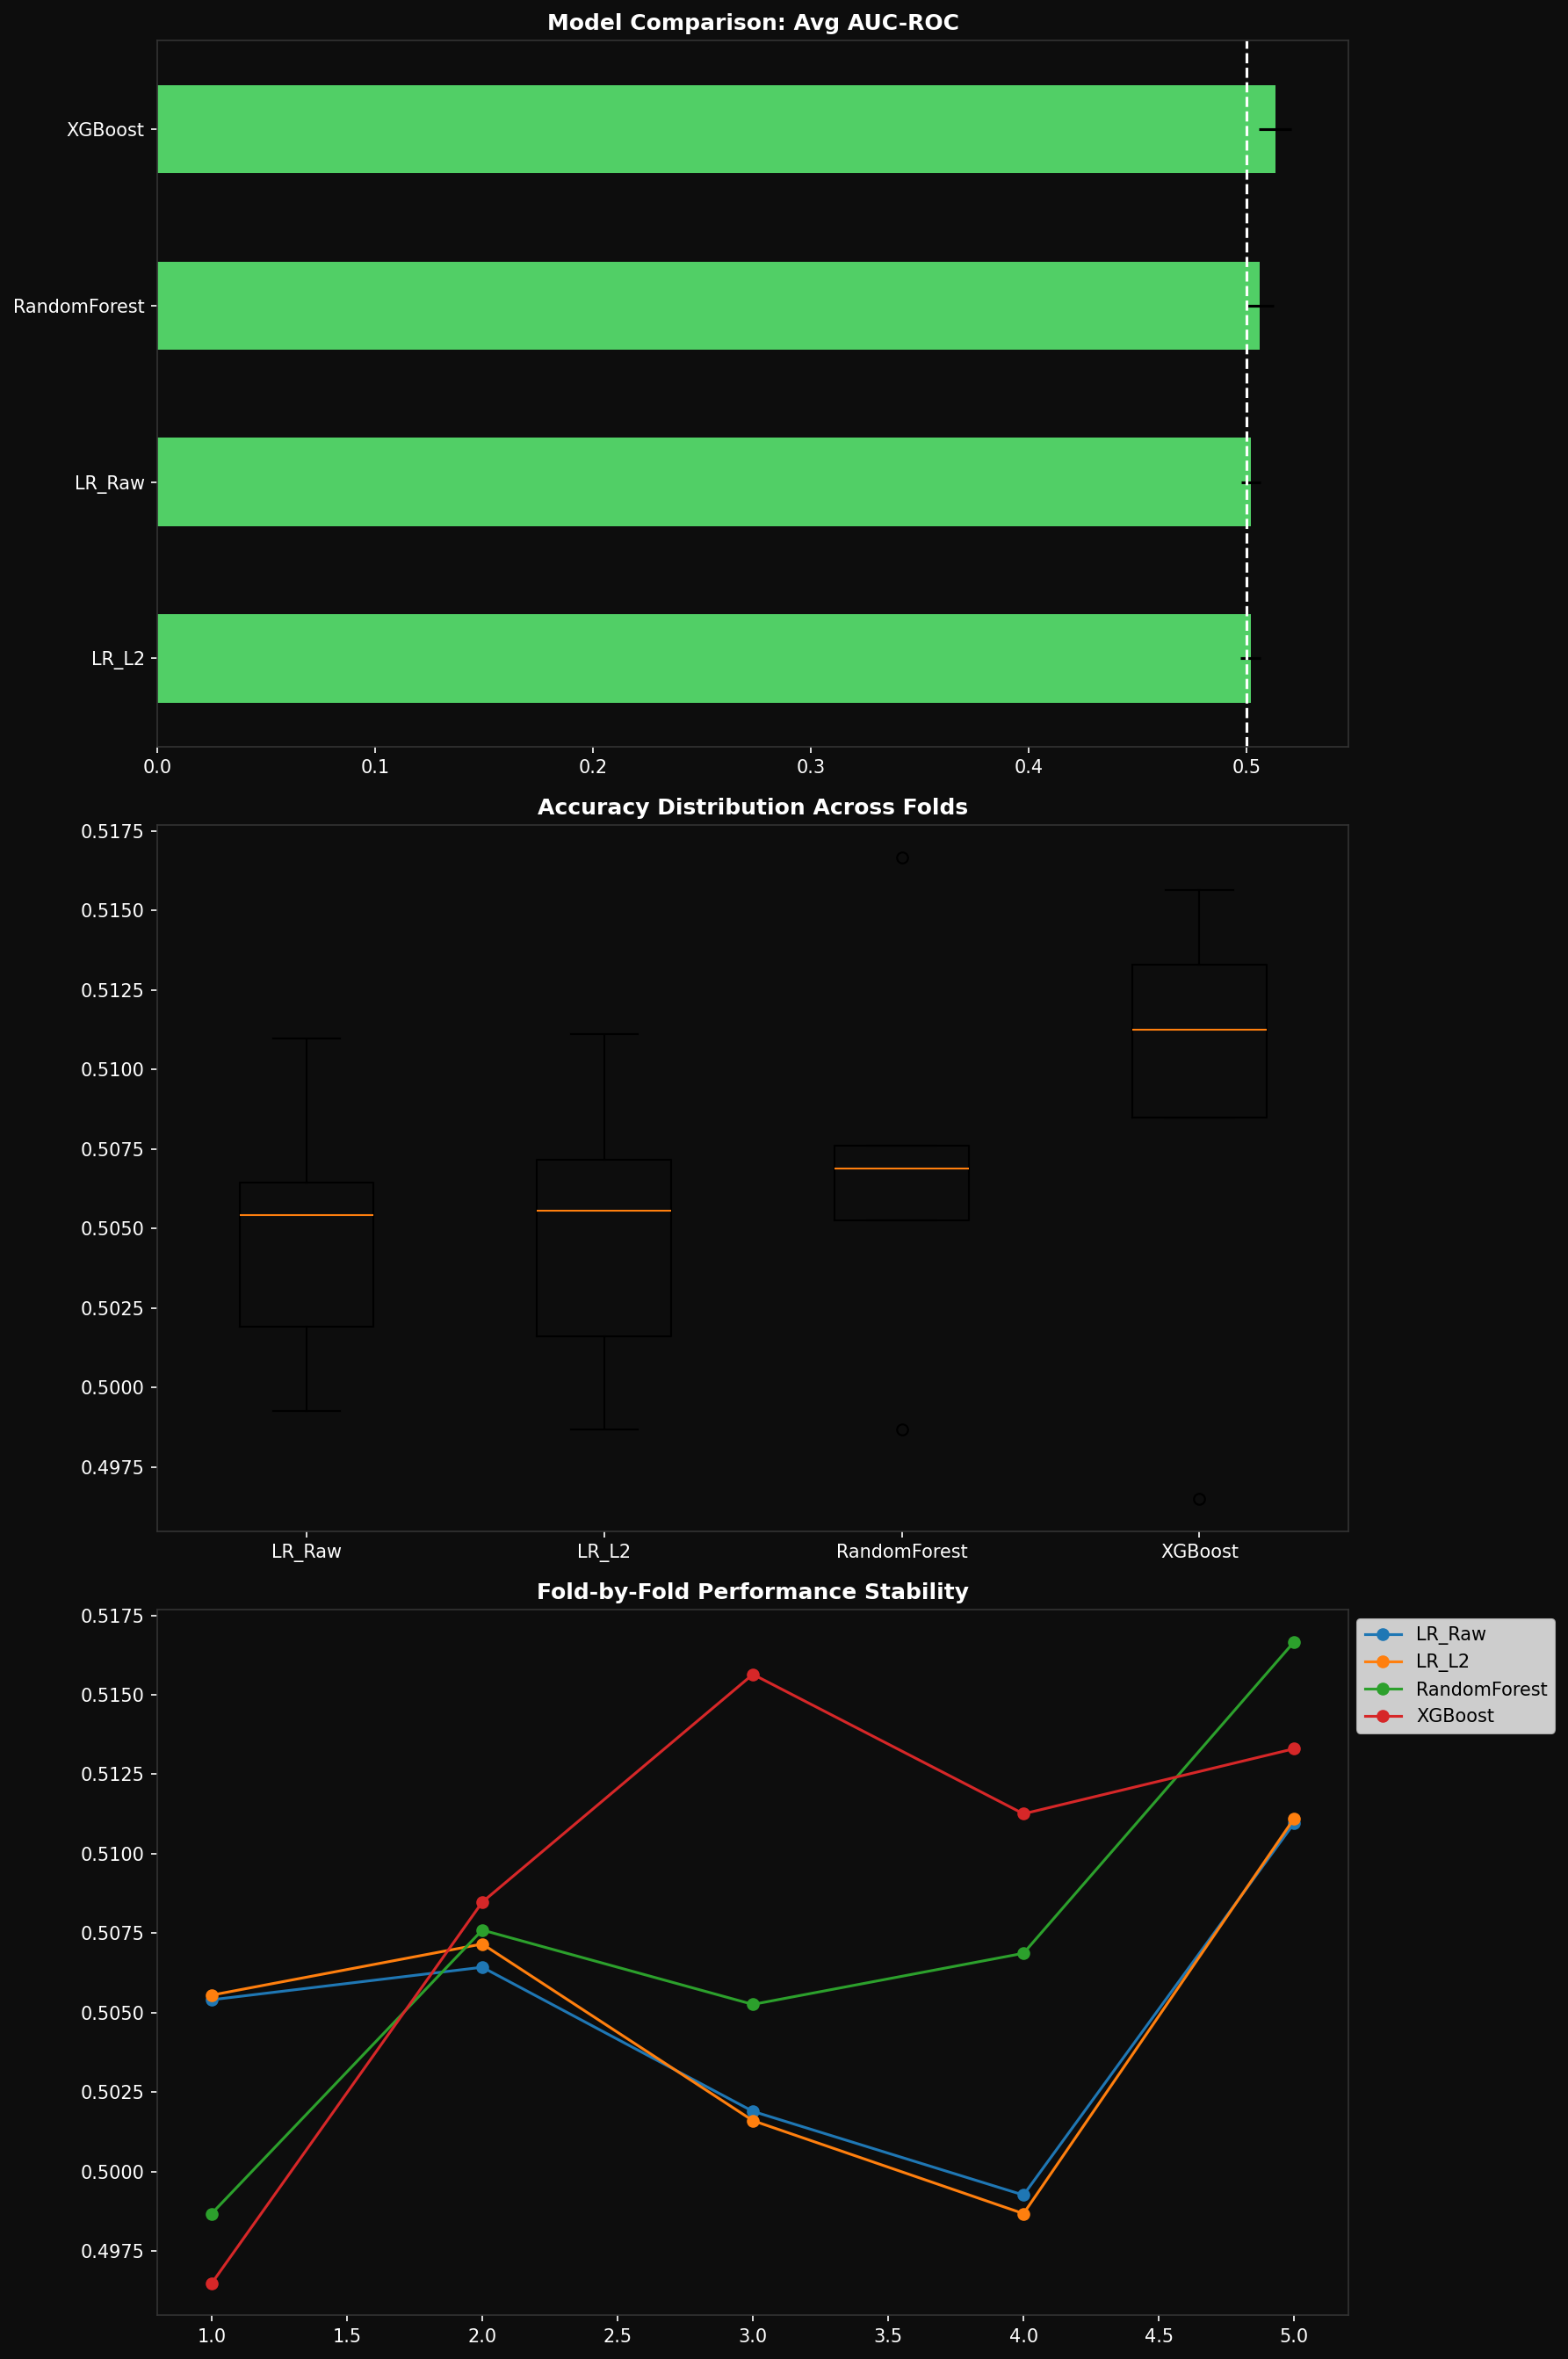 Model Comparison: Avg AUC-ROC
XGBoost
RandomForest
LR_Raw
LR_L2
0.0 0.1 0.2 0.3 0.4 0.5
Accuracy Distribution Across Folds
0.5175
0.5150
0.5125
0.5100
0.5075
0.5050
0.5025
0.5000
0.4975
LR_Raw LR_L2 RandomForest XGBoost
Fold-by-Fold Performance Stability
0.5175
0.5150
0.5125
0.5100
0.5075
0.5050
0.5025
0.5000
0.4975
1.0 1.5 2.0 2.5 3.0 3.5 4.0 4.5 5.0
LR_Raw
LR_L2
RandomForest
XGBoost